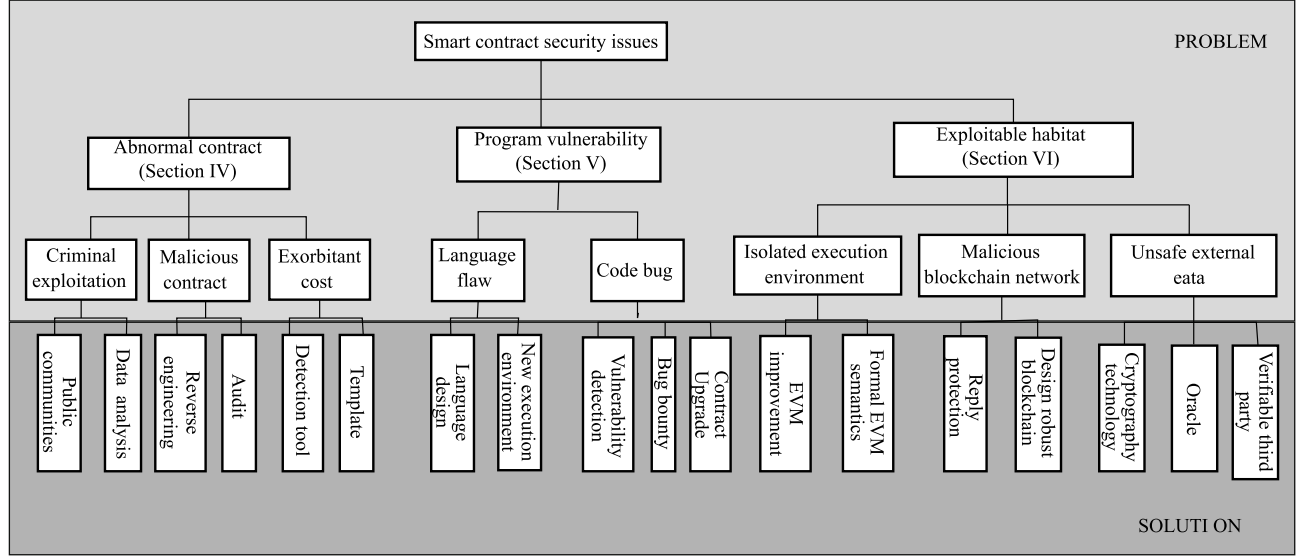 Smart contract security issues
PROBLEM
Abnormal contract
(Section IV)
Program vulnerability
(Section V)
Exploitable habitat
(Section VI)
Criminal
exploitation
Malicious
contract
Exorbitant
cost
Language
flaw
Code bug
Isolated execution
environment
Malicious
blockchain network
Unsafe external
eata
Public
communities
Data analysis
Reverse
engineering
Audit
Detection tool
Template
Language
design
New execution
environment
Vulnerability
detection
Bug bounty
Contract
Upgrade
EVM
improvement
Formal EVM
semantics
Reply
protection
Design robust
blockchain
Cryptography
technology
Oracle
Verifiable third
party
SOLUTI ON